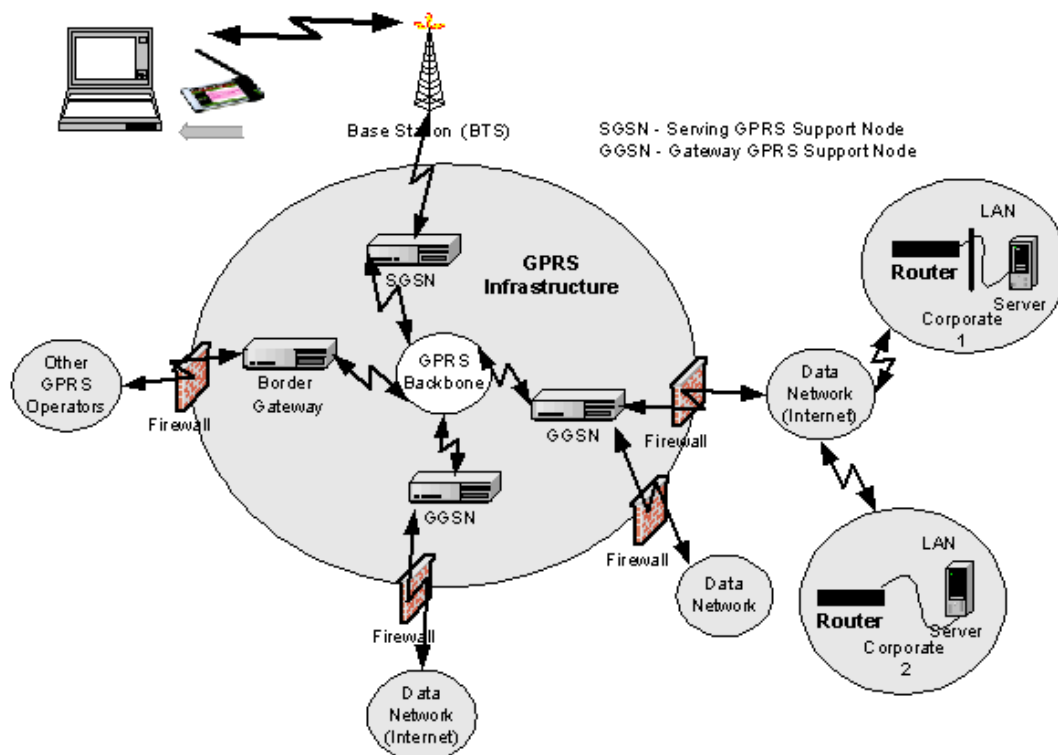 Base Station (BTS)
SGSN - Serving GPRS Support Node
GGSN - Gateway GPRS Support Node
SGSN
GPRS
Infrastructure
LAN
Router
Server
Corporate
1
Other
GPRS
Operators
Firewall
Border
Gateway
GPRS
Backbone
GGSN
Firewall
Data
Network
(Internet)
GGSN
Firewall
Data
Network
LAN
Router
Server
Corporate
2
Firewall
Data
Network
(Internet)